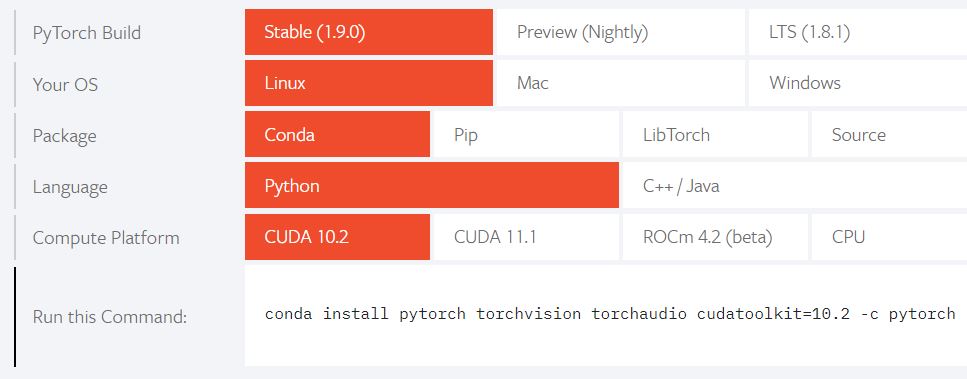 PyTorch Build Stable (1.9.0) Preview (Nightly) LTS (1.8.1)
Your OS Linux Mac Windows
Package Conda Pip LibTorch Source
Language Python C++ / Java
Compute Platform CUDA 10.2 CUDA 11.1 ROCm 4.2 (beta) CPU
Run this Command: conda install pytorch torchvision torchaudio cudatoolkit=10.2 -c pytorch